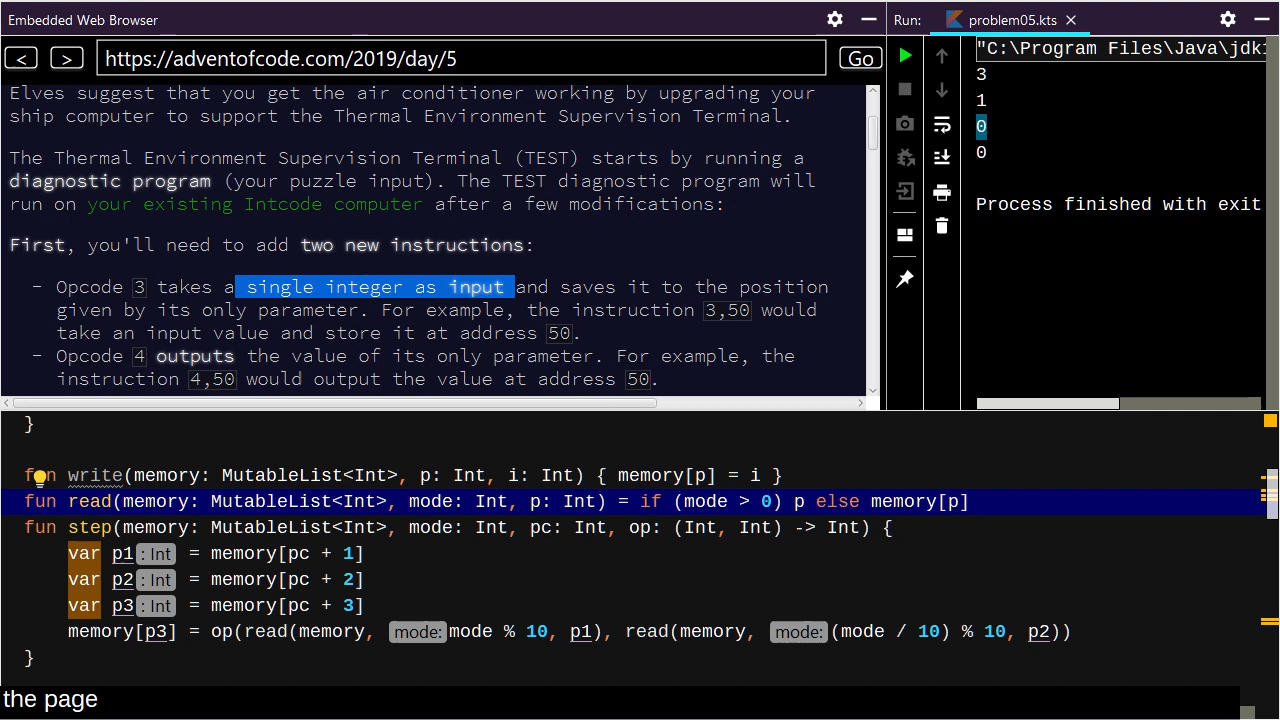 Embedded Web Browser
Run: problem05.kts
< > https://adventofcode.com/2019/day/5 Go
Elves suggest that you get the air conditioner working by upgrading your
ship computer to support the Thermal Environment Supervision Terminal.
The Thermal Environment Supervision Terminal (TEST) starts by running a
diagnostic program (your puzzle input). The TEST diagnostic program will
run on your existing Intcode computer after a few modifications:
First, you'll need to add two new instructions:
- Opcode 3 takes a single integer as input and saves it to the position
given by its only parameter. For example, the instruction 3,50 would
take an input value and store it at address 50.
- Opcode 4 outputs the value of its only parameter. For example, the
instruction 4,50 would output the value at address 50.
"C:\Program Files\Java\jdk1
3
1
0
0
Process finished with exit
}
fun write(memory: MutableList<Int>, p: Int, i: Int) { memory[p] = i }
fun read(memory: MutableList<Int>, mode: Int, p: Int) = if (mode > 0) p else memory[p]
fun step(memory: MutableList<Int>, mode: Int, pc: Int, op: (Int, Int) -> Int) {
var p1 : Int = memory[pc + 1]
var p2 : Int = memory[pc + 2]
var p3 : Int = memory[pc + 3]
memory[p3] = op(read(memory, mode: mode % 10, p1), read(memory, mode: (mode / 10) % 10, p2))
}
the page